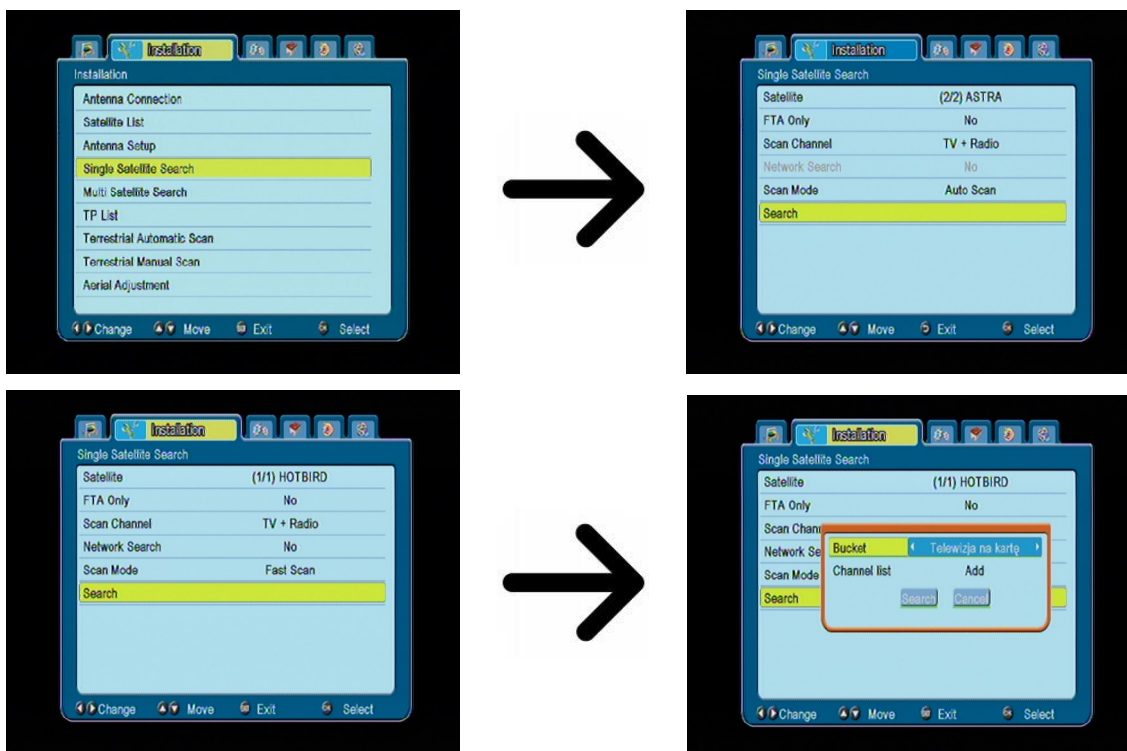 Installation
Installation
Antenna Connection
Satellite List
Antenna Setup
Single Satellite Search
Multi Satellite Search
TP List
Terrestrial Automatic Scan
Terrestrial Manual Scan
Aerial Adjustment
Change Move Exit Select
Installation
Single Satellite Search
Satellite (2/2) ASTRA
FTA Only No
Scan Channel TV + Radio
Network Search No
Scan Mode Auto Scan
Search
Change Move Exit Select
Installation
Single Satellite Search
Satellite (1/1) HOTBIRD
FTA Only No
Scan Channel TV + Radio
Network Search No
Scan Mode Fast Scan
Search
Change Move Exit Select
Installation
Single Satellite Search
Satellite (1/1) HOTBIRD
FTA Only No
Scan Chann
Network Se
Bucket Telewizja na kartę
Scan Mode
Channel list Add
Search
Search Cancel
Change Move Exit Select